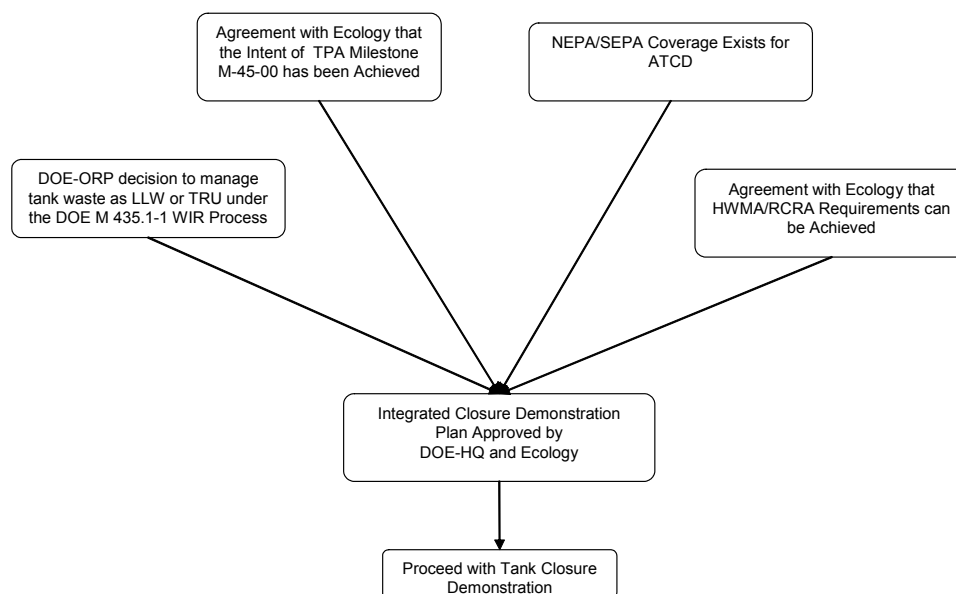 Agreement with Ecology that
the Intent of TPA Milestone
M-45-00 has been Achieved
NEPA/SEPA Coverage Exists for
ATCD
DOE-ORP decision to manage
tank waste as LLW or TRU under
the DOE M 435.1-1 WIR Process
Agreement with Ecology that
HWMA/RCRA Requirements can
be Achieved
Integrated Closure Demonstration
Plan Approved by
DOE-HQ and Ecology
Proceed with Tank Closure
Demonstration